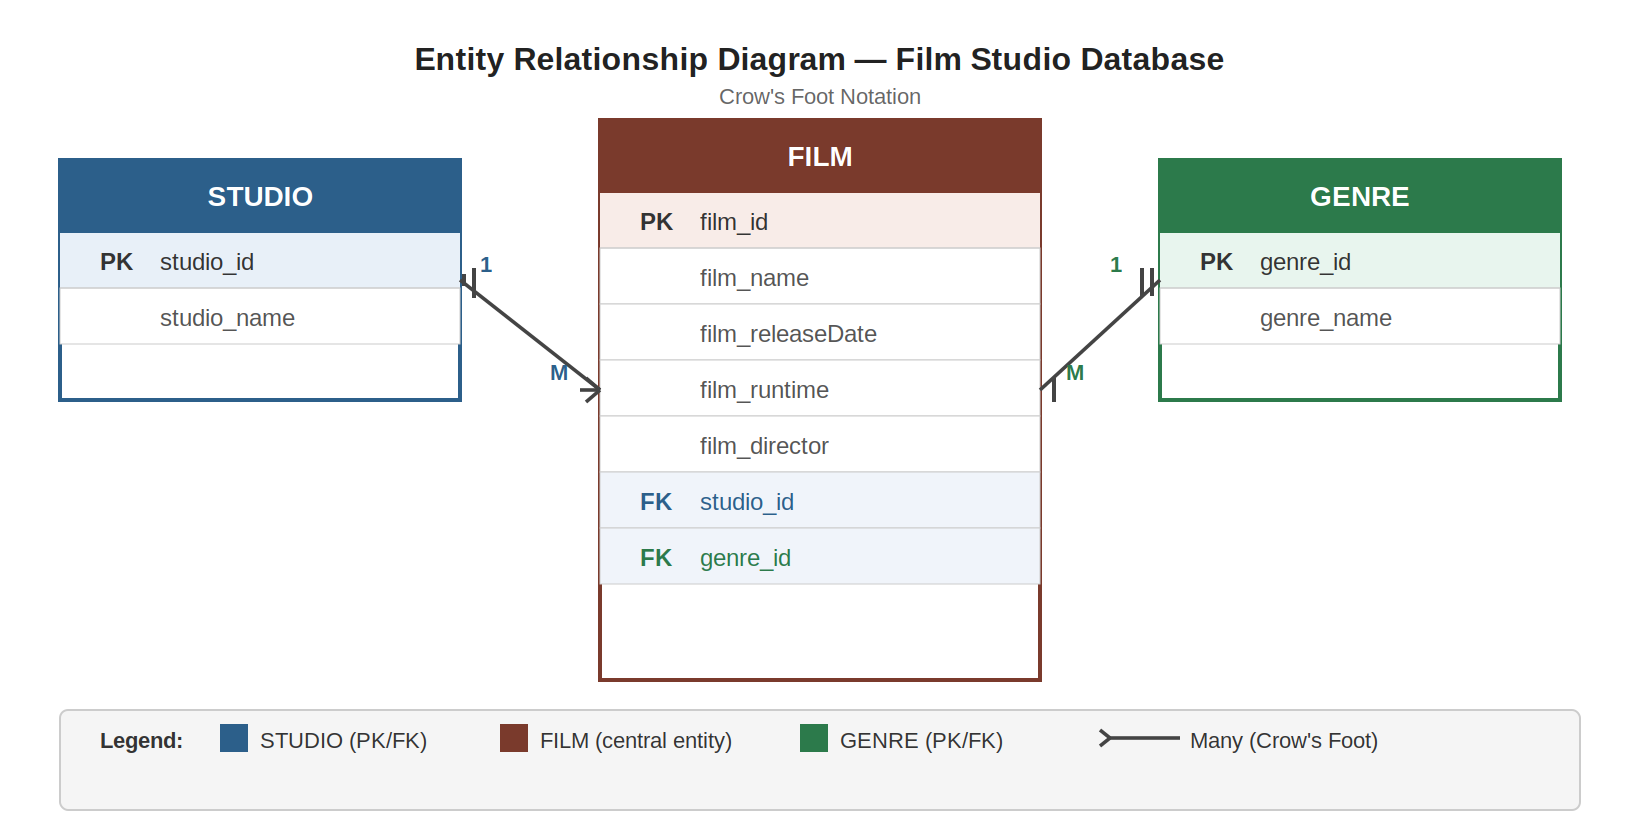 Entity Relationship Diagram — Film Studio Database
Crow's Foot Notation
STUDIO
PK studio_id
studio_name
1
M
FILM
PK film_id
film_name
film_releaseDate
film_runtime
film_director
FK studio_id
FK genre_id
1
M
GENRE
PK genre_id
genre_name
Legend: STUDIO (PK/FK) FILM (central entity) GENRE (PK/FK) Many (Crow's Foot)